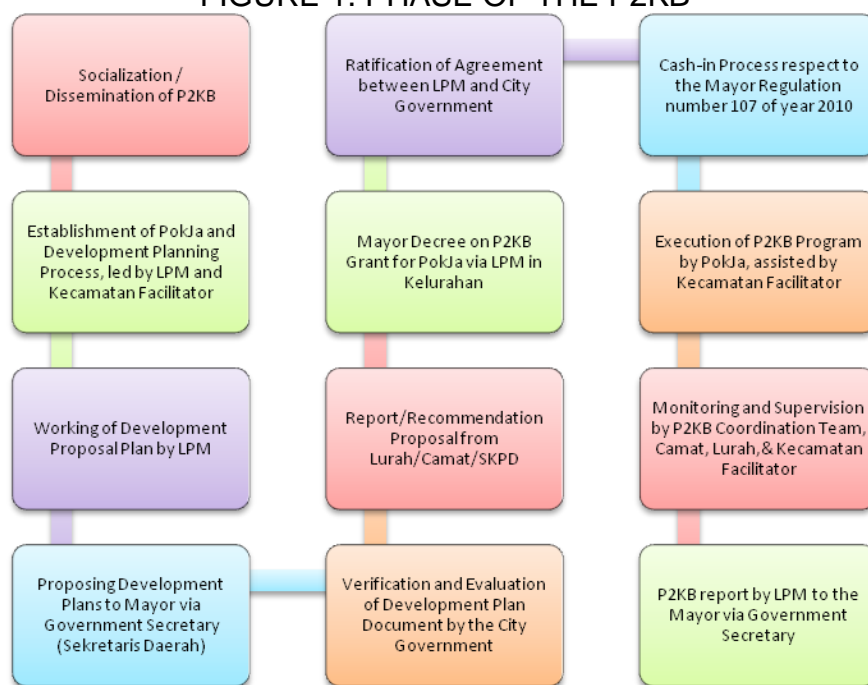 FIGURE 1. PHASE OF THE P2KB
Socialization /
Dissemination of P2KB
Establishment of PokJa and
Development Planning
Process, led by LPM and
Kecamatan Facilitator
Working of Development
Proposal Plan by LPM
Proposing Development
Plans to Mayor via
Government Secretary
(Sekretaris Daerah)
Verification and Evaluation
of Development Plan
Document by the City
Government
Report/Recommendation
Proposal from
Lurah/Camat/SKPD
Mayor Decree on P2KB
Grant for PokJa via LPM in
Kelurahan
Ratification of Agreement
between LPM and City
Government
Cash-in Process respect to
the Mayor Regulation
number 107 of year 2010
Execution of P2KB Program
by PokJa, assisted by
Kecamatan Facilitator
Monitoring and Supervision
by P2KB Coordination Team,
Camat, Lurah,& Kecamatan
Facilitator
P2KB report by LPM to the
Mayor via Government
Secretary